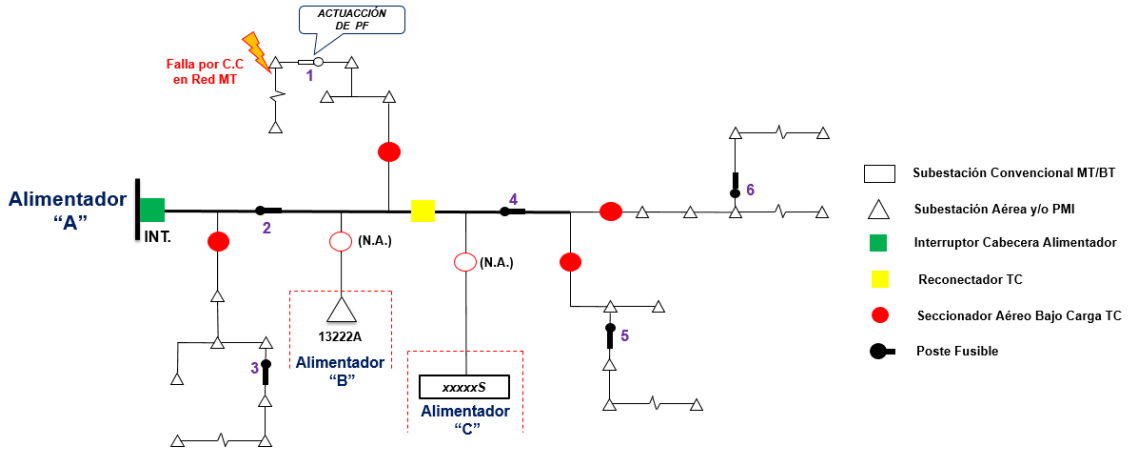 ACTUACCIÓN
DE PF
Falla por C.C
en Red MT
1
Alimentador
“A”
INT.
2
4
6
(N.A.)
(N.A.)
3
5
13222A
Alimentador
“B”
xxxxxS
Alimentador
“C”
Subestación Convencional MT/BT
Subestación Aérea y/o PMI
Interruptor Cabecera Alimentador
Reconectador TC
Seccionador Aéreo Bajo Carga TC
Poste Fusible